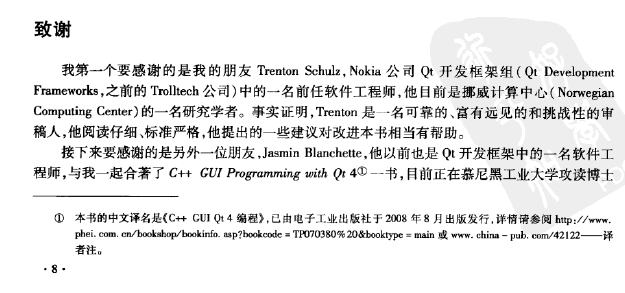 致谢
我第一个要感谢的是我的朋友 Trenton Schulz, Nokia 公司 Qt 开发框架组(Qt Development
Frameworks,之前的 Trolltech 公司)中的一名前任软件工程师,他目前是挪威计算中心(Norwegian
Computing Center)的一名研究学者。事实证明,Trenton 是一名可靠的、富有远见的和挑战性的审
稿人,他阅读仔细、标准严格,他提出的一些建议对改进本书相当有帮助。
接下来要感谢的是另外一位朋友,Jasmin Blanchette,他以前也是 Qt 开发框架中的一名软件工
程师,与我一起合著了 C++ GUI Programming with Qt 4① 一书,目前正在慕尼黑工业大学攻读博士
① 本书的中文译名是《C++ GUI Qt 4 编程》,已由电子工业出版社于 2008 年 8 月出版发行,详情请参阅 http://www.
phei.com.cn/bookshop/bookinfo.asp?bookcode=TP070380%20&booktype=main 或 www.china-pub.com/42122——译
者注。
·8·